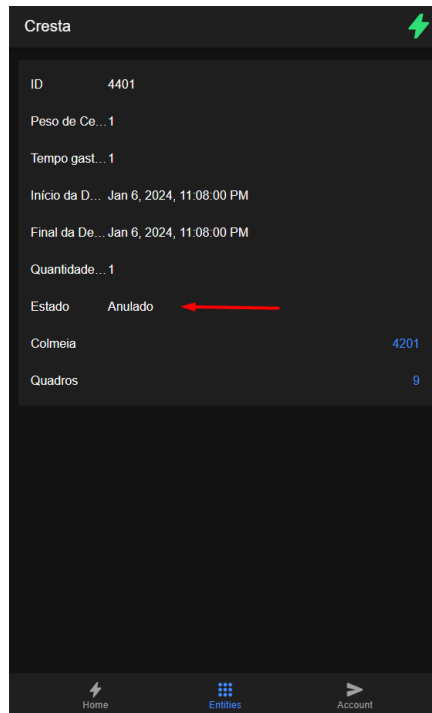 Cresta
ID 4401
Peso de Ce... 1
Tempo gast... 1
Início da D... Jan 6, 2024, 11:08:00 PM
Final da De... Jan 6, 2024, 11:08:00 PM
Quantidade... 1
Estado Anulado
Colmeia 4201
Quadros 9
Home Entities Account